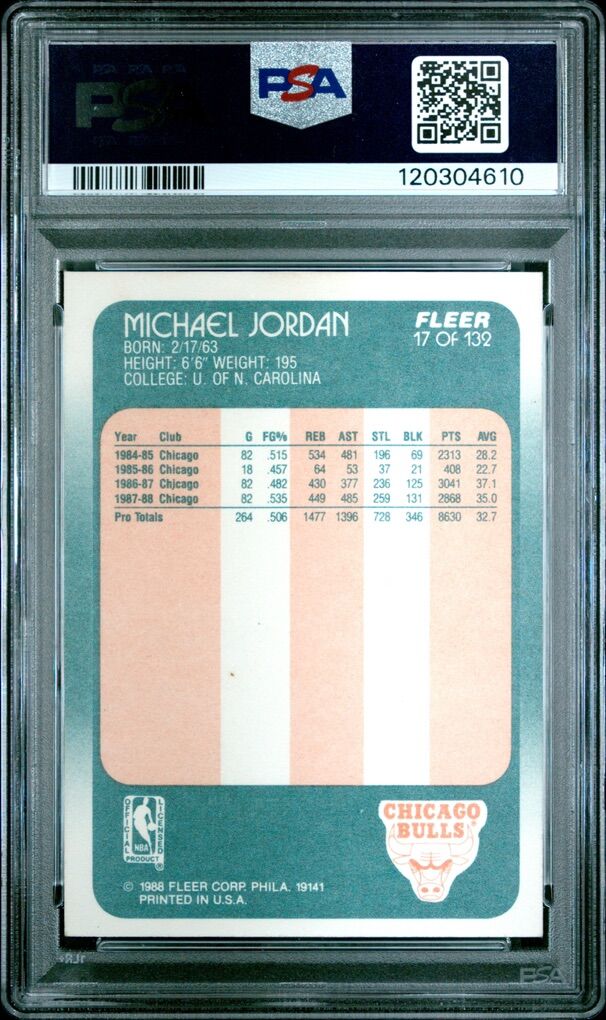 PSA PSA PSA
PSA
PSA
120304610
MICHAEL JORDAN
BORN: 2/17/63
HEIGHT: 6'6" WEIGHT: 195
COLLEGE: U. OF N. CAROLINA
FLEER
17 OF 132
Year Club G FG% REB AST STL BLK PTS AVG
1984-85 Chicago 82 .515 534 481 196 69 2313 28.2
1985-86 Chicago 18 .457 64 53 37 21 408 22.7
1986-87 Chicago 82 .482 430 377 236 125 3041 37.1
1987-88 Chicago 82 .535 449 485 259 131 2868 35.0
Pro Totals 264 .506 1477 1396 728 346 8630 32.7
OFFICIAL
LICENSED
NBA
PRODUCT
®
CHICAGO
BULLS®
© 1988 FLEER CORP. PHILA. 19141
PRINTED IN U.S.A.
PSA